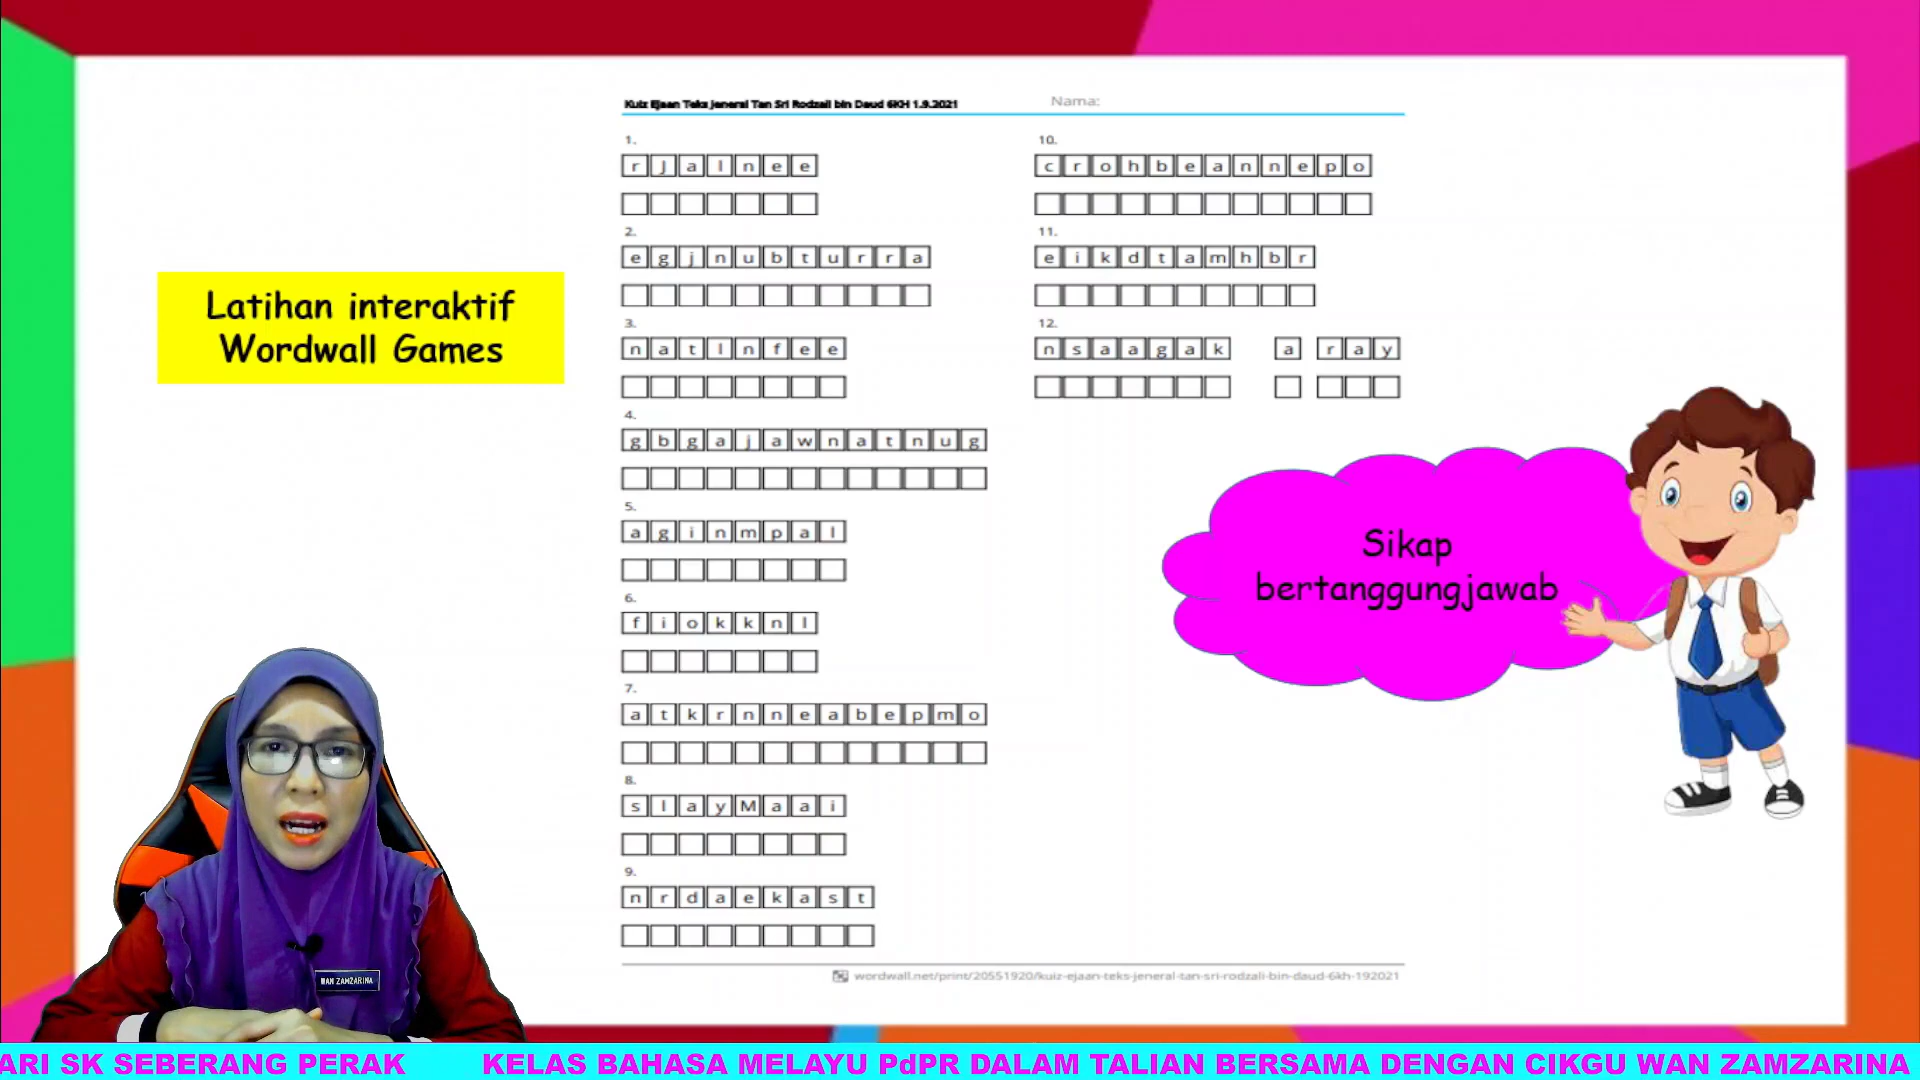 Kuiz Ejaan Teks Jeneral Tan Sri Rodzali bin Daud 6KH 1.9.2021
Nama:
1.
r J a l n e e
2.
e g j n u b t u r r a
3.
n a t I n f e e
4.
g b g a j a w n a t n u g
5.
a g i n m p a l
6.
f i o k k n l
7.
a t k r n n e a b e p m o
8.
s l a y M a a i
9.
n r d a e k a s t
10.
c r o h b e a n n e p o
11.
e i k d t a m h b r
12.
n s a a g a k a r a y
wordwall.net/print/20551920/kuiz-ejaan-teks-jeneral-tan-sri-rodzali-bin-daud-6kh-192021
Latihan interaktif
Wordwall Games
Sikap
bertanggungjawab
WAN ZAMZARINA
ARI SK SEBERANG PERAK KELAS BAHASA MELAYU PdPR DALAM TALIAN BERSAMA DENGAN CIKGU WAN ZAMZARINA